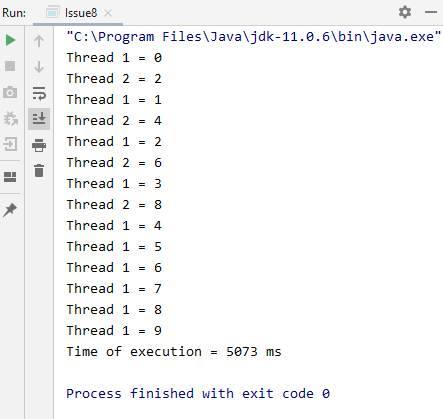 Run: Issue8
"C:\Program Files\Java\jdk-11.0.6\bin\java.exe"
Thread 1 = 0
Thread 2 = 2
Thread 1 = 1
Thread 2 = 4
Thread 1 = 2
Thread 2 = 6
Thread 1 = 3
Thread 2 = 8
Thread 1 = 4
Thread 1 = 5
Thread 1 = 6
Thread 1 = 7
Thread 1 = 8
Thread 1 = 9
Time of execution = 5073 ms
Process finished with exit code 0